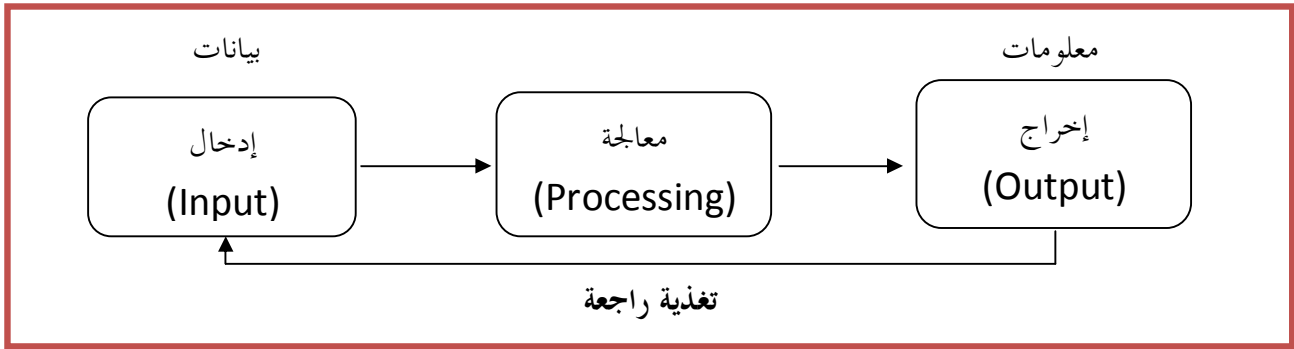 بيانات
معلومات
إدخال
(Input)
معالجة
(Processing)
إخراج
(Output)
تغذية راجعة